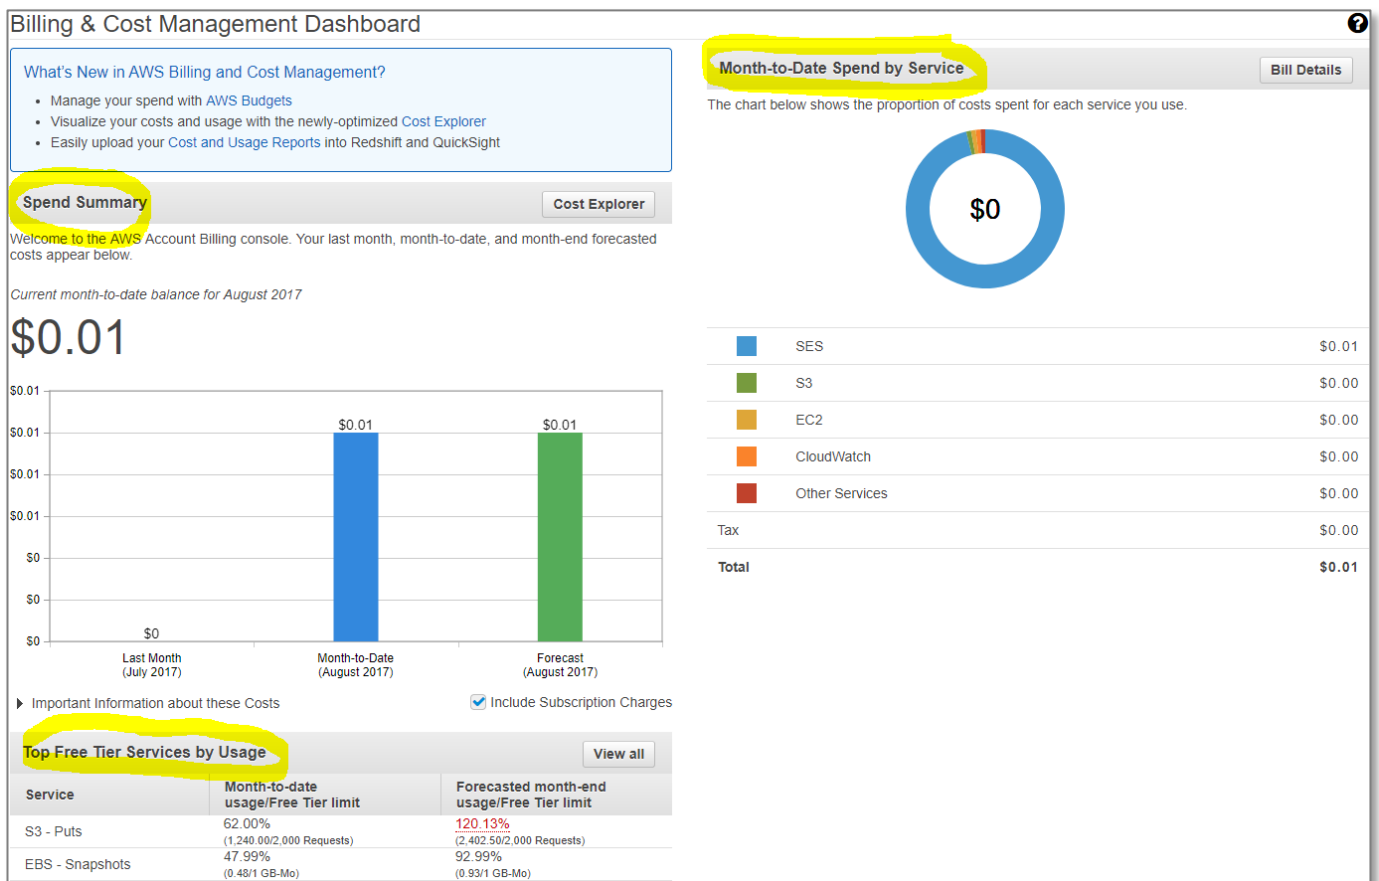 Billing & Cost Management Dashboard
What's New in AWS Billing and Cost Management?
• Manage your spend with AWS Budgets
• Visualize your costs and usage with the newly-optimized Cost Explorer
• Easily upload your Cost and Usage Reports into Redshift and QuickSight
Spend Summary
Cost Explorer
Welcome to the AWS Account Billing console. Your last month, month-to-date, and month-end forecasted
costs appear below.
Current month-to-date balance for August 2017
$0.01
$0.01
$0.01
$0.01
$0.01
$0
$0
$0
$0
$0.01
$0.01
Last Month
(July 2017)
Month-to-Date
(August 2017)
Forecast
(August 2017)
Important Information about these Costs
Include Subscription Charges
Top Free Tier Services by Usage
View all
Service
Month-to-date
usage/Free Tier limit
Forecasted month-end
usage/Free Tier limit
S3 - Puts
62.00%
(1,240.00/2,000 Requests)
120.13%
(2,402.50/2,000 Requests)
EBS - Snapshots
47.99%
(0.48/1 GB-Mo)
92.99%
(0.93/1 GB-Mo)
Month-to-Date Spend by Service
Bill Details
The chart below shows the proportion of costs spent for each service you use.
$0
SES $0.01
S3 $0.00
EC2 $0.00
CloudWatch $0.00
Other Services $0.00
Tax $0.00
Total $0.01